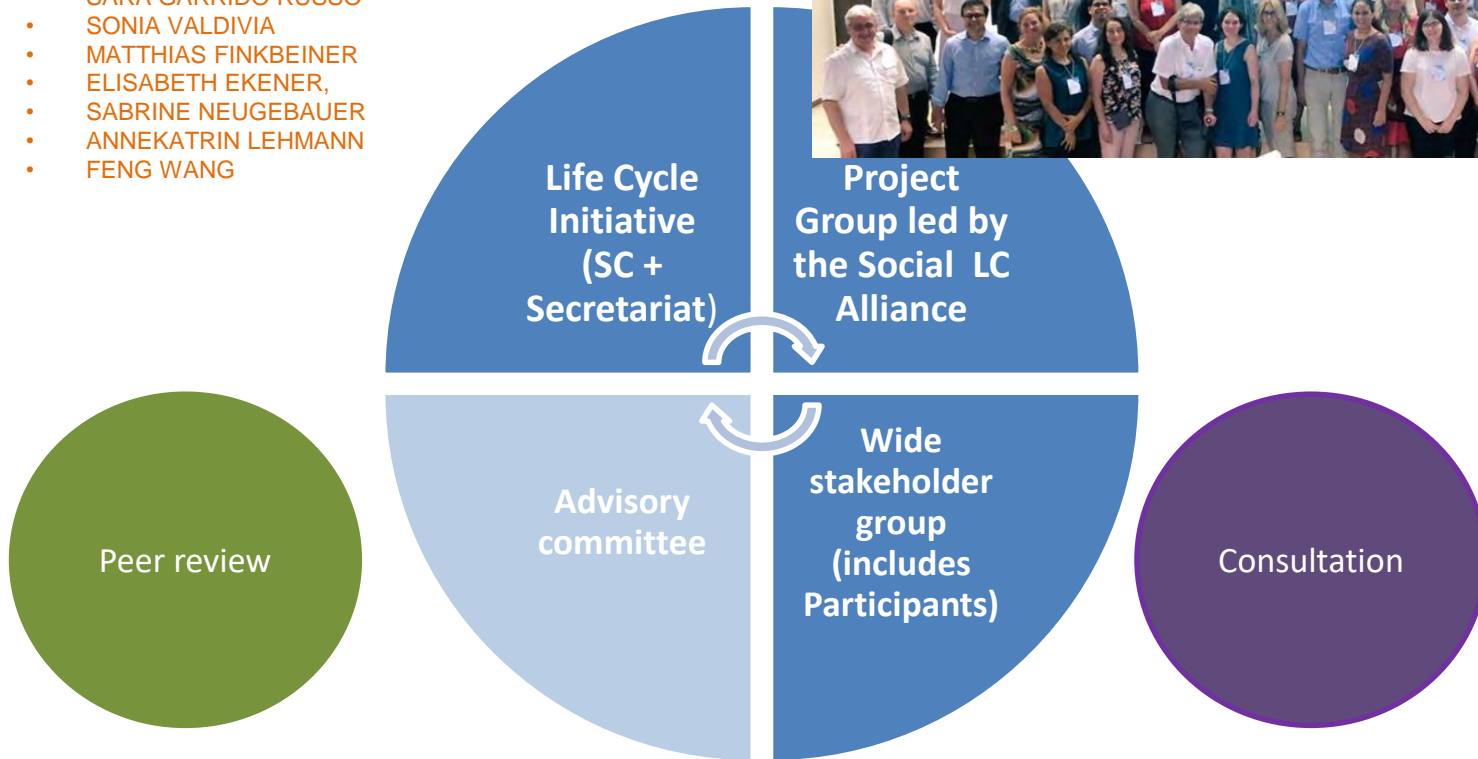 • SONIA VALDIVIA
• MATTHIAS FINKBEINER
• ELISABETH EKENER,
• SABRINE NEUGEBAUER
• ANNEKATRIN LEHMANN
• FENG WANG
Life Cycle
Initiative
(SC +
Secretariat)
Project
Group led by
the Social LC
Alliance
Advisory
committee
Wide
stakeholder
group
(includes
Participants)
Peer review
Consultation